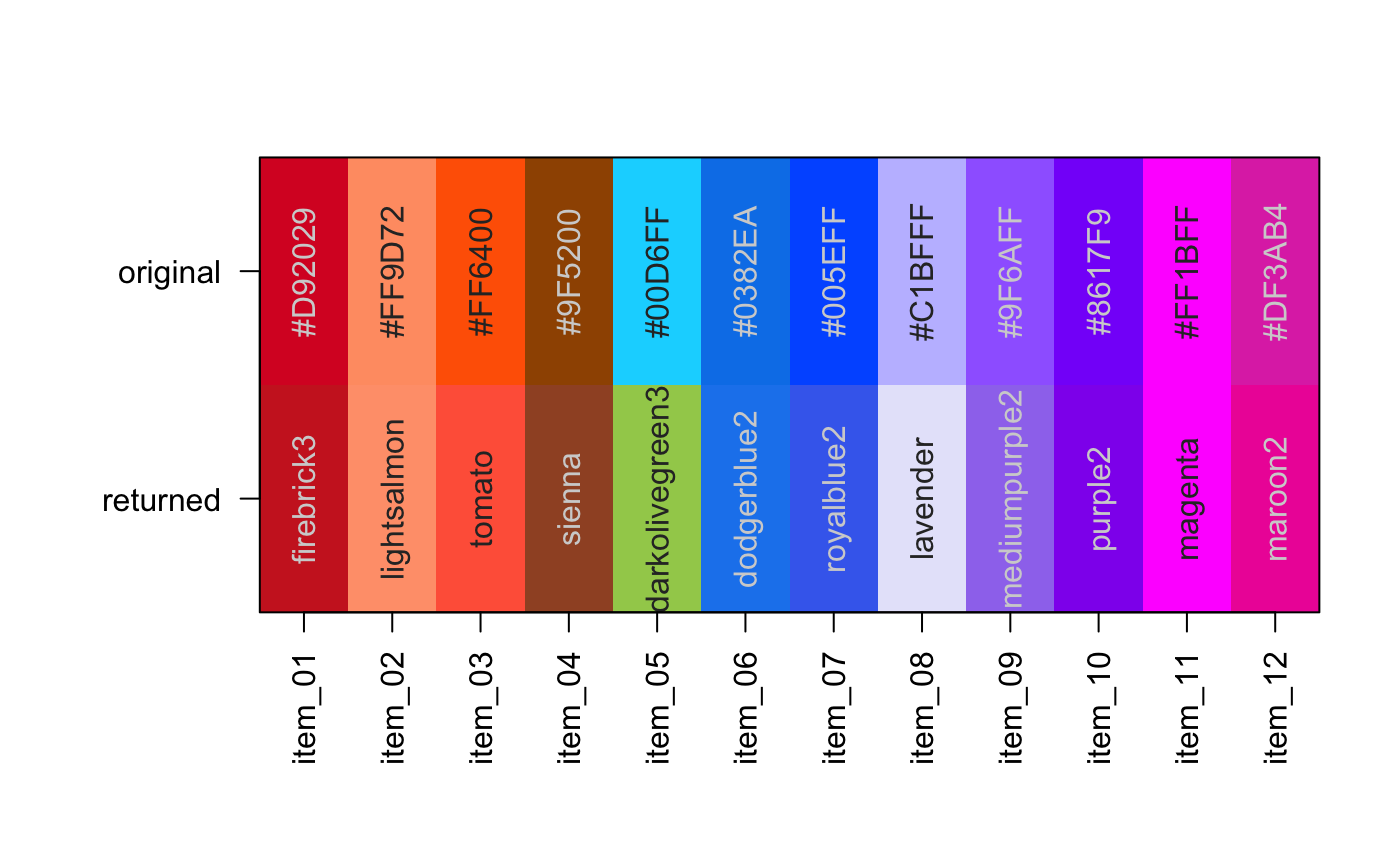 original
#D92029
#FF9D72
#FF6400
#9F5200
#00D6FF
#0382EA
#005EFF
#C1BFFF
#9F6AFF
#8617F9
#FF1BFF
#DF3AB4
returned
firebrick3
lightsalmon
tomato
sienna
darkolivegreen3
dodgerblue2
royalblue2
lavender
mediumpurple2
purple2
magenta
maroon2
item_01
item_02
item_03
item_04
item_05
item_06
item_07
item_08
item_09
item_10
item_11
item_12